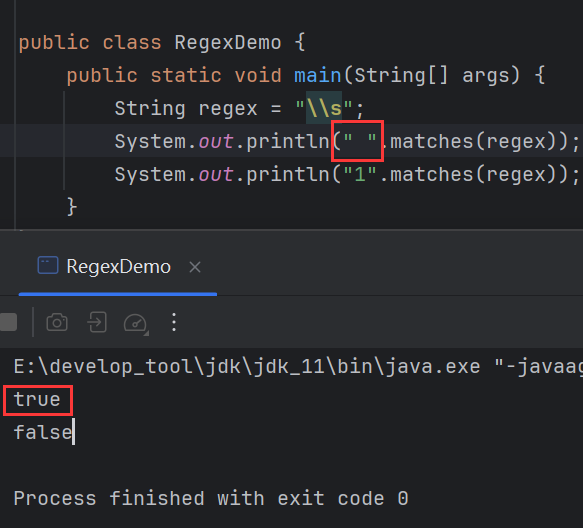 public class RegexDemo {
    public static void main(String[] args) {
        String regex = "\\s";
        System.out.println(" ".matches(regex));
        System.out.println("1".matches(regex));
    }
RegexDemo ×
E:\develop_tool\jdk\jdk_11\bin\java.exe "-javaag
true
false
Process finished with exit code 0